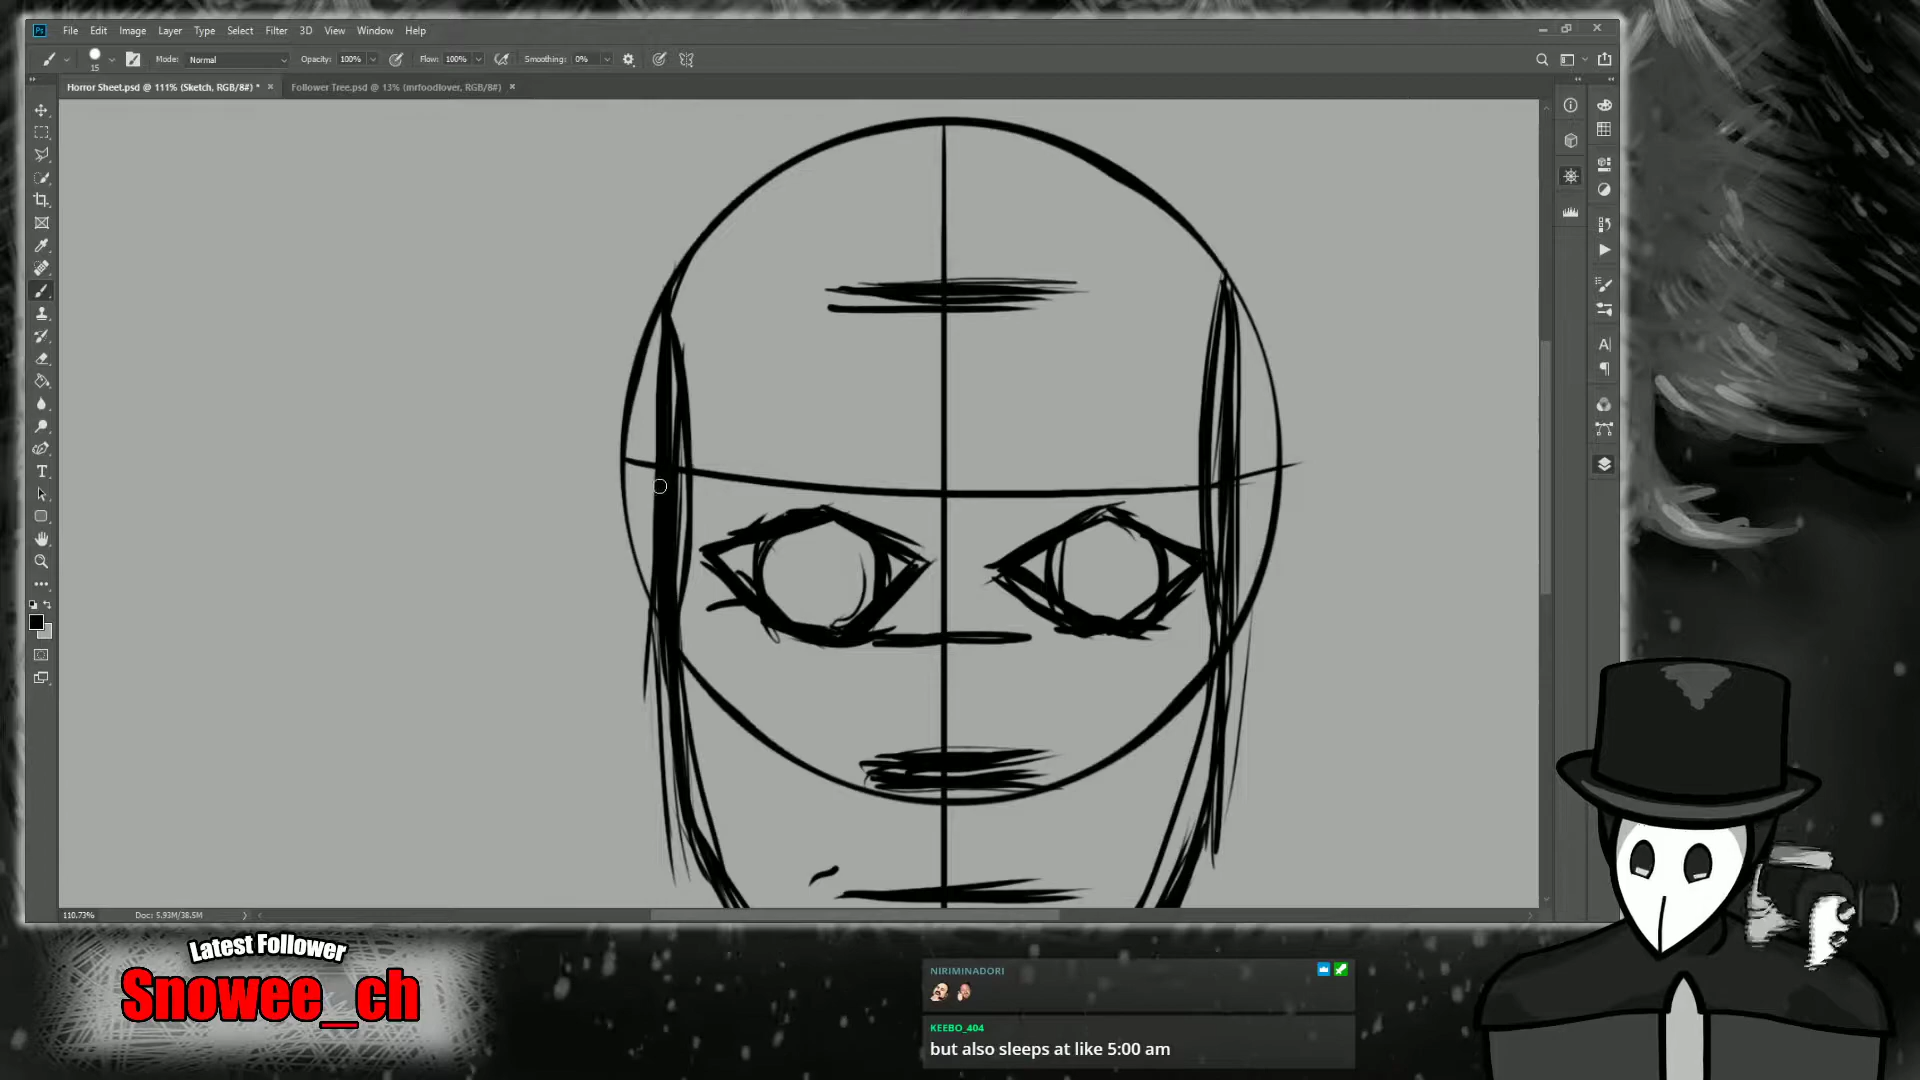 Ps File Edit Image Layer Type Select Filter 3D View Window Help
15 Mode: Normal Opacity: 100% Flow: 100% Smoothing: 0%
Horror Sheet.psd @ 111% (Sketch, RGB/8#) * × Follower Tree.psd @ 13% (mrfoodlover, RGB/8#) ×
110.73% Doc: 5.93M/38.5M
Latest Follower
Snowee_ch
NIRIMINADORI
KEEBO_404
but also sleeps at like 5:00 am